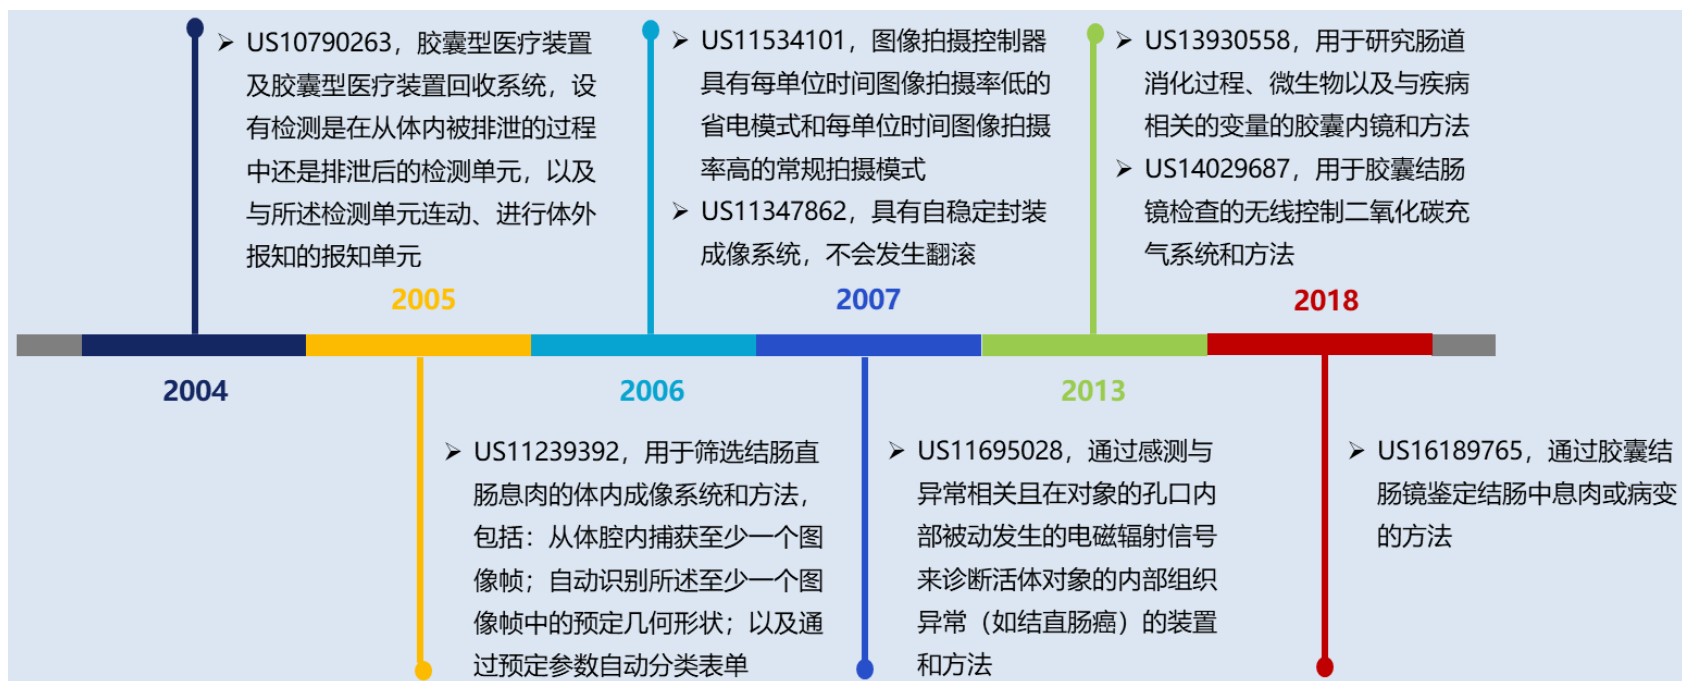 US10790263，胶囊型医疗装置
及胶囊型医疗装置回收系统，设
有检测是在从体内被排泄的过程
中还是排泄后的检测单元，以及
与所述检测单元连动、进行体外
报知的报知单元
US11534101，图像拍摄控制器
具有每单位时间图像拍摄率低的
省电模式和每单位时间图像拍摄
率高的常规拍摄模式
US11347862，具有自稳定封装
成像系统，不会发生翻滚
US13930558，用于研究肠道
消化过程、微生物以及与疾病
相关的变量的胶囊内镜和方法
US14029687，用于胶囊结肠
镜检查的无线控制二氧化碳充
气系统和方法
2005
2007
2018
2004
2006
2013
US11239392，用于筛选结肠直
肠息肉的体内成像系统和方法，
包括：从体腔内捕获至少一个图
像帧；自动识别所述至少一个图
像帧中的预定几何形状；以及通
过预定参数自动分类表单
US11695028，通过感测与
异常相关且在对象的孔口内
部被动发生的电磁辐射信号
来诊断活体对象的内部组织
异常（如结直肠癌）的装置
和方法
US16189765，通过胶囊结
肠镜鉴定结肠中息肉或病变
的方法